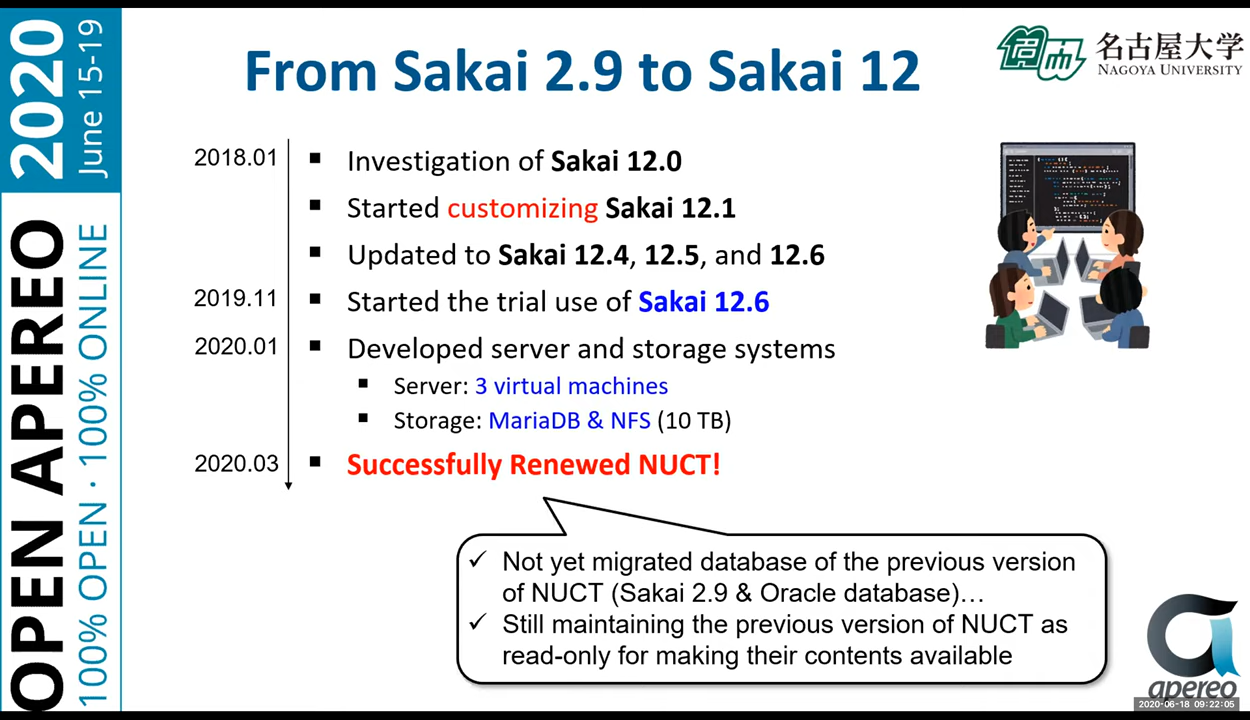 OPEN APEREO 2020
100% OPEN · 100% ONLINE June 15-19
From Sakai 2.9 to Sakai 12
名古屋大学
NAGOYA UNIVERSITY
2018.01 ▪ Investigation of Sakai 12.0
▪ Started customizing Sakai 12.1
▪ Updated to Sakai 12.4, 12.5, and 12.6
2019.11 ▪ Started the trial use of Sakai 12.6
2020.01 ▪ Developed server and storage systems
▪ Server: 3 virtual machines
▪ Storage: MariaDB & NFS (10 TB)
2020.03 ▪ Successfully Renewed NUCT!
✓ Not yet migrated database of the previous version
of NUCT (Sakai 2.9 & Oracle database)…
✓ Still maintaining the previous version of NUCT as
read-only for making their contents available
apereo
2020-06-18 09:22:05